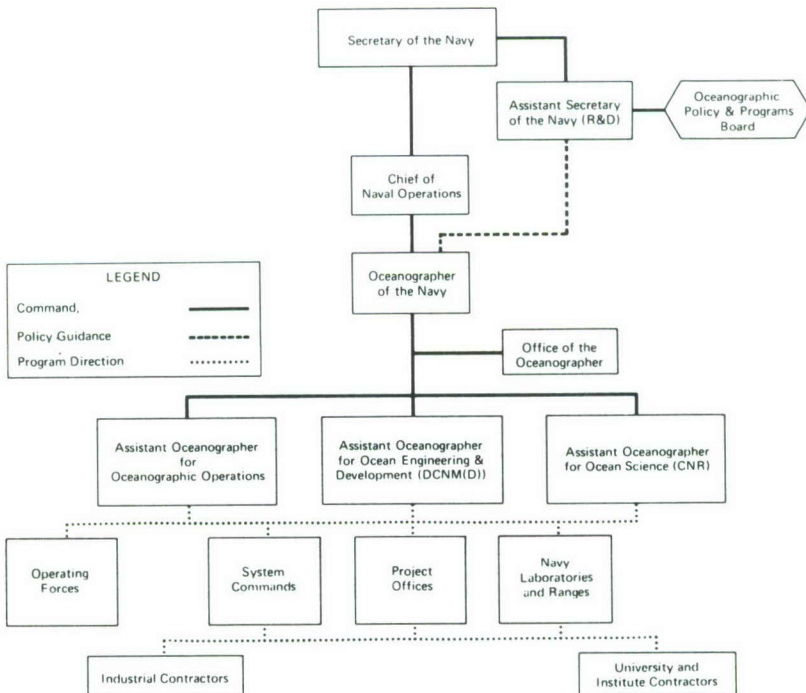 Secretary of the Navy
Assistant Secretary
of the Navy (R&D)
Oceanographic
Policy & Programs
Board
Chief of
Naval Operations
Oceanographer
of the Navy
LEGEND
Command,
Policy Guidance
Program Direction
Office of the
Oceanographer
Assistant Oceanographer
for
Oceanographic Operations
Assistant Oceanographer
for Ocean Engineering &
Development (DCNM(D))
Assistant Oceanographer
for Ocean Science (CNR)
Operating
Forces
System
Commands
Project
Offices
Navy
Laboratories
and Ranges
Industrial Contractors
University and
Institute Contractors